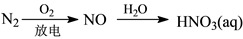 N₂ —O₂/放电→ NO —H₂O→ HNO₃(aq)